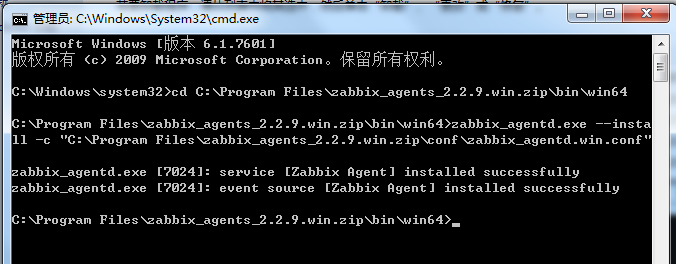 管理员: C:\Windows\System32\cmd.exe
Microsoft Windows [版本 6.1.7601]
版权所有 (c) 2009 Microsoft Corporation。保留所有权利。
C:\Windows\system32>cd C:\Program Files\zabbix_agents_2.2.9.win.zip\bin\win64
C:\Program Files\zabbix_agents_2.2.9.win.zip\bin\win64>zabbix_agentd.exe --insta
ll -c "C:\Program Files\zabbix_agents_2.2.9.win.zip\conf\zabbix_agentd.win.conf"
zabbix_agentd.exe [7024]: service [Zabbix Agent] installed successfully
zabbix_agentd.exe [7024]: event source [Zabbix Agent] installed successfully
C:\Program Files\zabbix_agents_2.2.9.win.zip\bin\win64>_